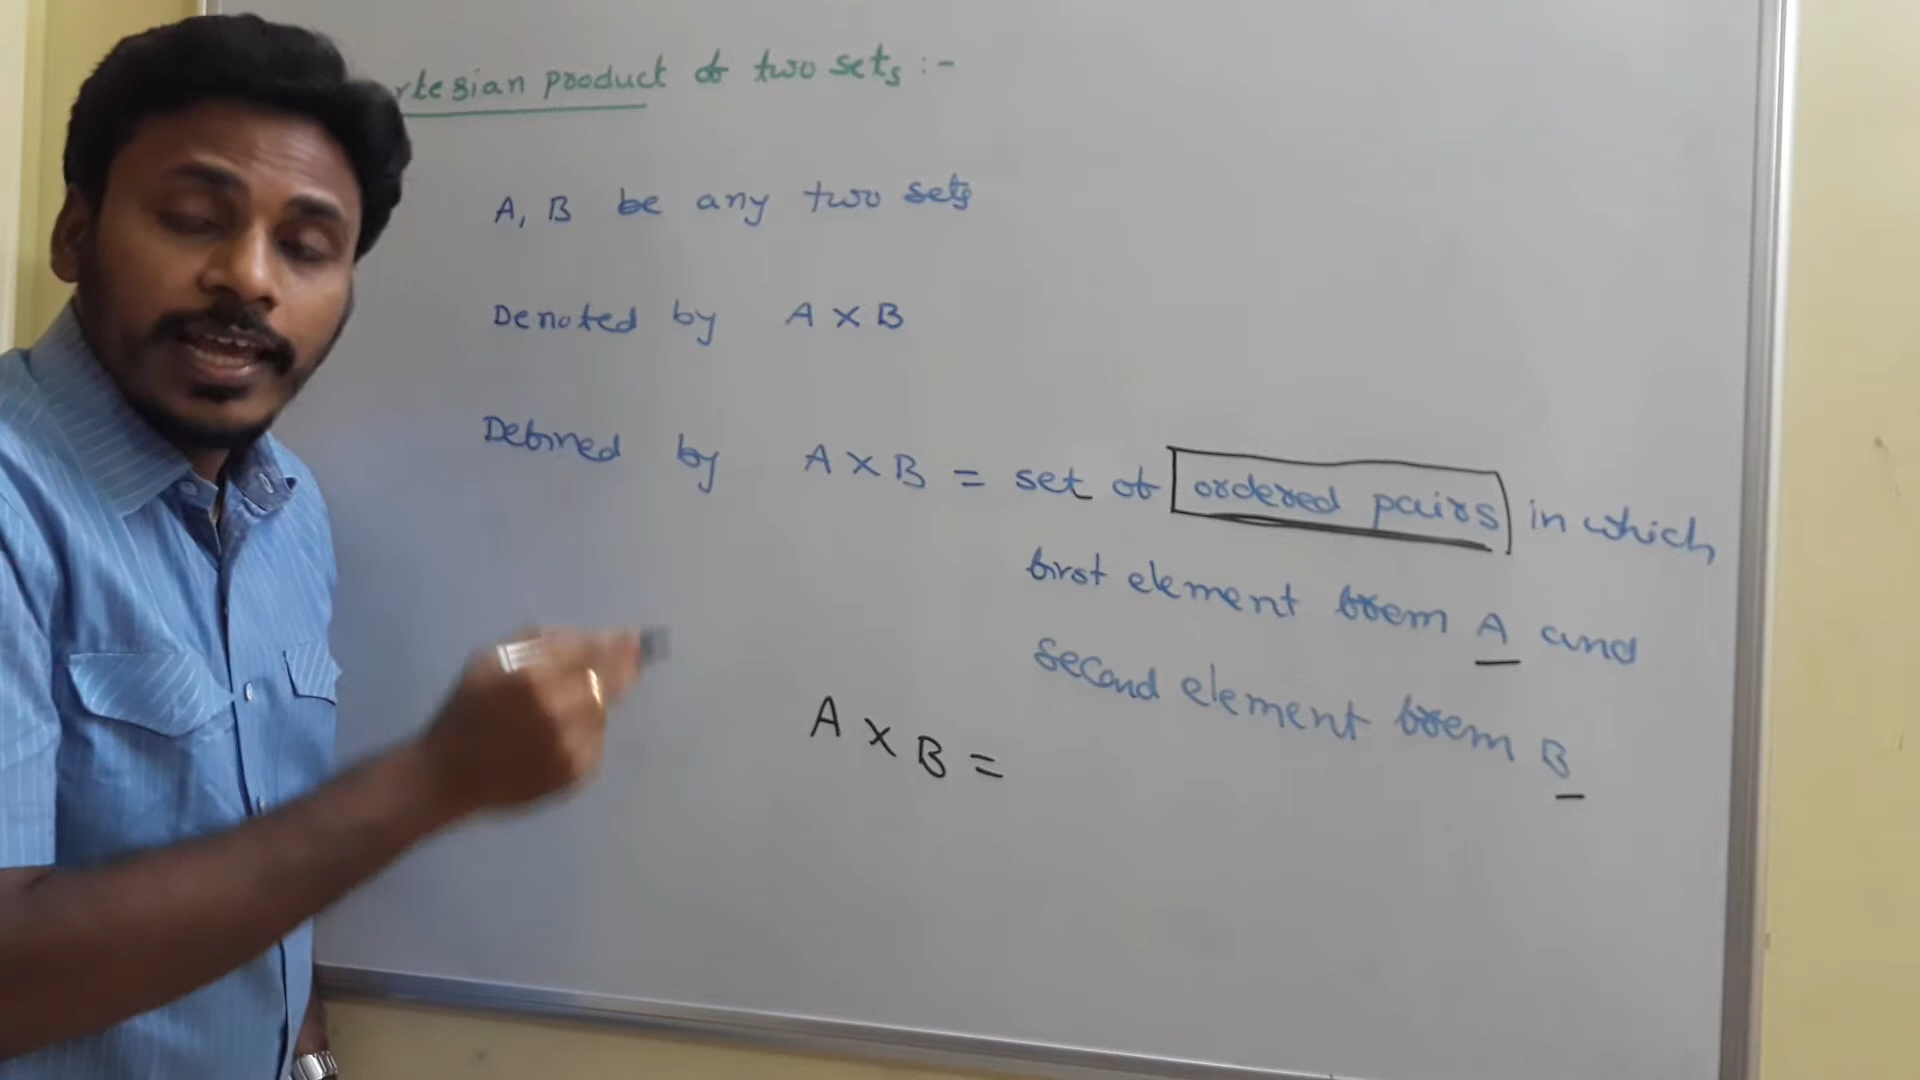 rtesian product of two sets :-
A, B be any two sets
Denoted by A × B
Defined by A × B = set of ordered pairs in which
first element from A and
second element from B
A × B =